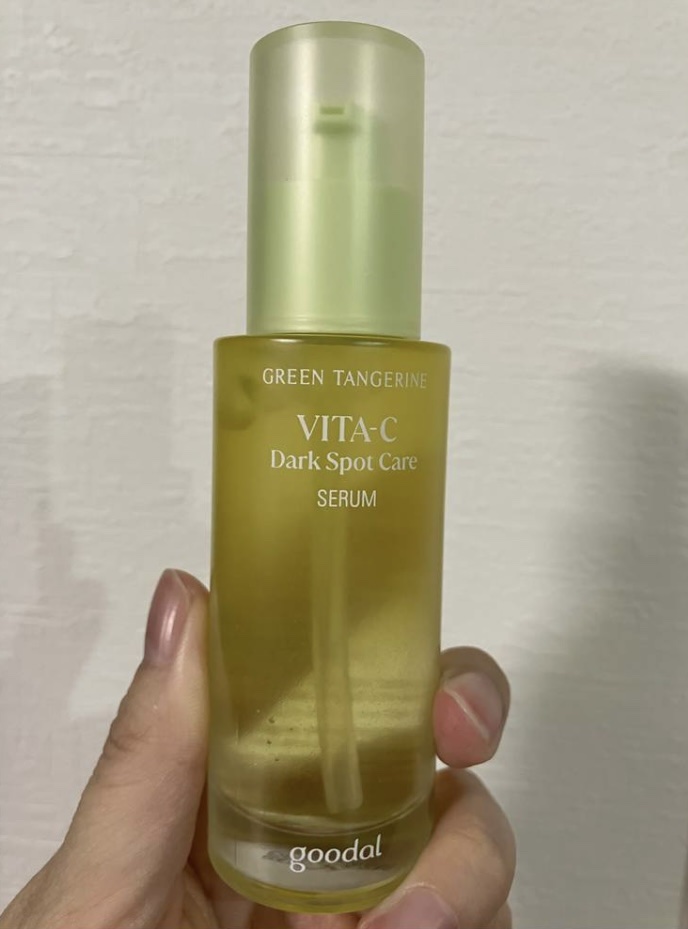 GREEN TANGERINE
VITA-C
Dark Spot Care
SERUM
goodal